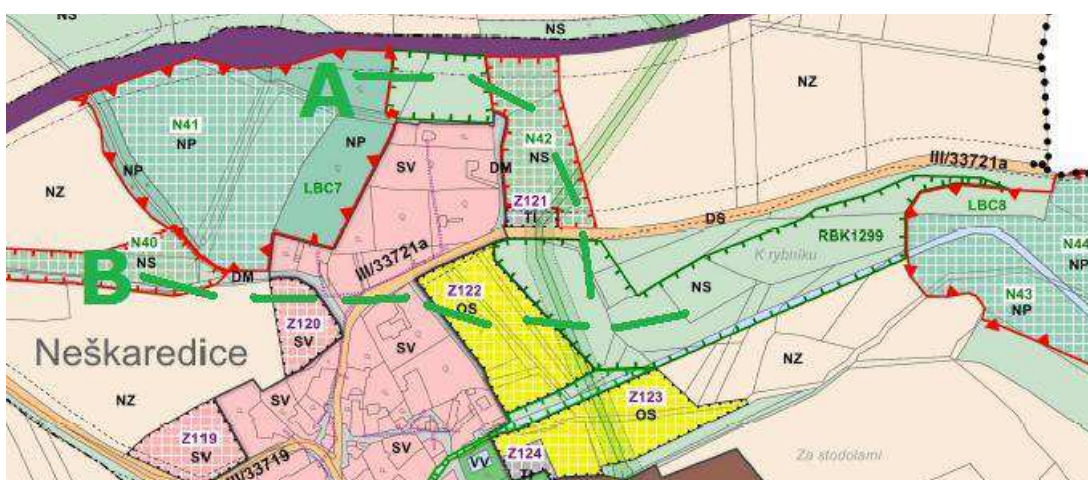 NS
NS
A
NZ
N41
NP
NP
N42
NS
NP
SV
DM
LBC7
NZ
III/33721a
LBC8
Z121
TI
DS
N40
NS
RBK1299
K rybníku
N44
NP
B
DM
III/33721a
Z122
OS
NS
N43
NP
Z120
SV
Neškaredice
SV
NZ
NZ
SV
Z123
OS
Z119
SV
SV
III/33719
VV
Z124
TI
Za stodolami